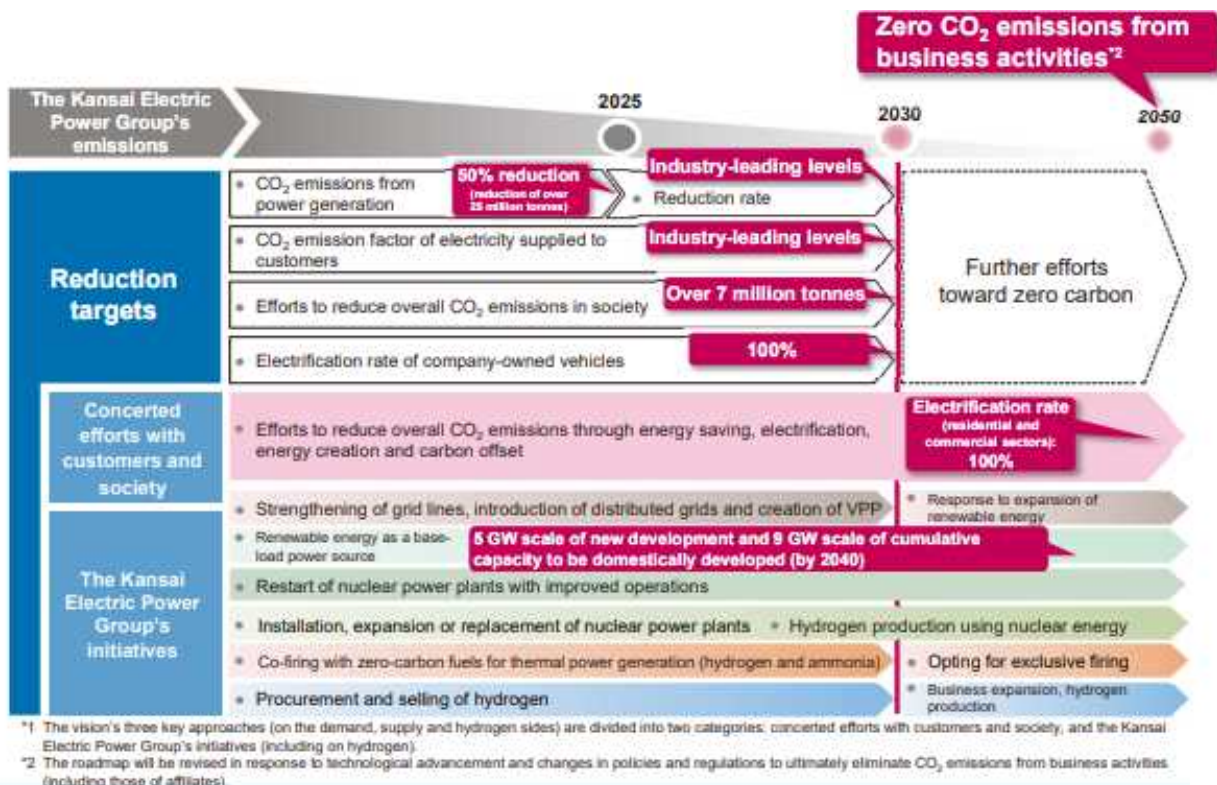 Zero CO₂ emissions from
business activities*2
The Kansai Electric
Power Group's
emissions
2025
2030
2050
Reduction
targets
• CO₂ emissions from
power generation
50% reduction
(reduction of over
25 million tonnes)
Industry-leading levels
• Reduction rate
• CO₂ emission factor of electricity supplied to
customers
Industry-leading levels
• Efforts to reduce overall CO₂ emissions in society
Over 7 million tonnes
• Electrification rate of company-owned vehicles
100%
Further efforts
toward zero carbon
Concerted
efforts with
customers and
society
• Efforts to reduce overall CO₂ emissions through energy saving, electrification,
energy creation and carbon offset
Electrification rate
(residential and
commercial sectors):
100%
The Kansai
Electric Power
Group's
initiatives
• Strengthening of grid lines, introduction of distributed grids and creation of VPP
• Response to expansion of
renewable energy
• Renewable energy as a base-
load power source
5 GW scale of new development and 9 GW scale of cumulative
capacity to be domestically developed (by 2040)
• Restart of nuclear power plants with improved operations
• Installation, expansion or replacement of nuclear power plants
• Hydrogen production using nuclear energy
• Co-firing with zero-carbon fuels for thermal power generation (hydrogen and ammonia)
• Opting for exclusive firing
• Procurement and selling of hydrogen
• Business expansion, hydrogen
production
*1 The vision's three key approaches (on the demand, supply and hydrogen sides) are divided into two categories: concerted efforts with customers and society, and the Kansai
Electric Power Group's initiatives (including on hydrogen).
*2 The roadmap will be revised in response to technological advancement and changes in policies and regulations to ultimately eliminate CO₂ emissions from business activities
(including those of affiliates).